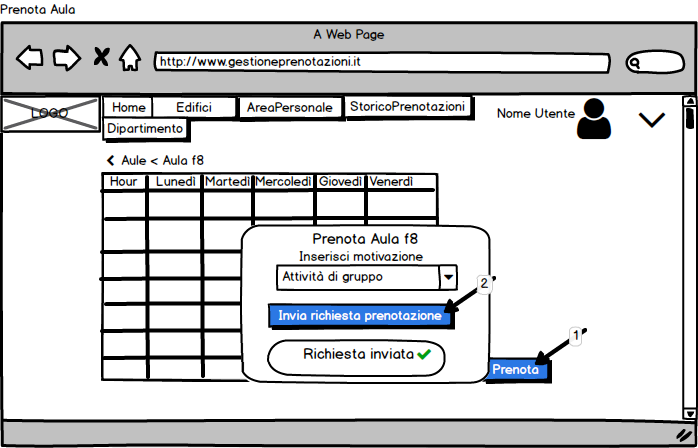 Prenota Aula
A Web Page
http://www.gestioneprenotazioni.it
LOGO
Home
Edifici
AreaPersonale
StoricoPrenotazioni
Nome Utente
Dipartimento
Aule < Aula f8
Hour Lunedì Martedì Mercoledì Giovedì Venerdì
Prenota Aula f8
Inserisci motivazione
Attività di gruppo
2
Invia richiesta prenotazione
1
Richiesta inviata
Prenota